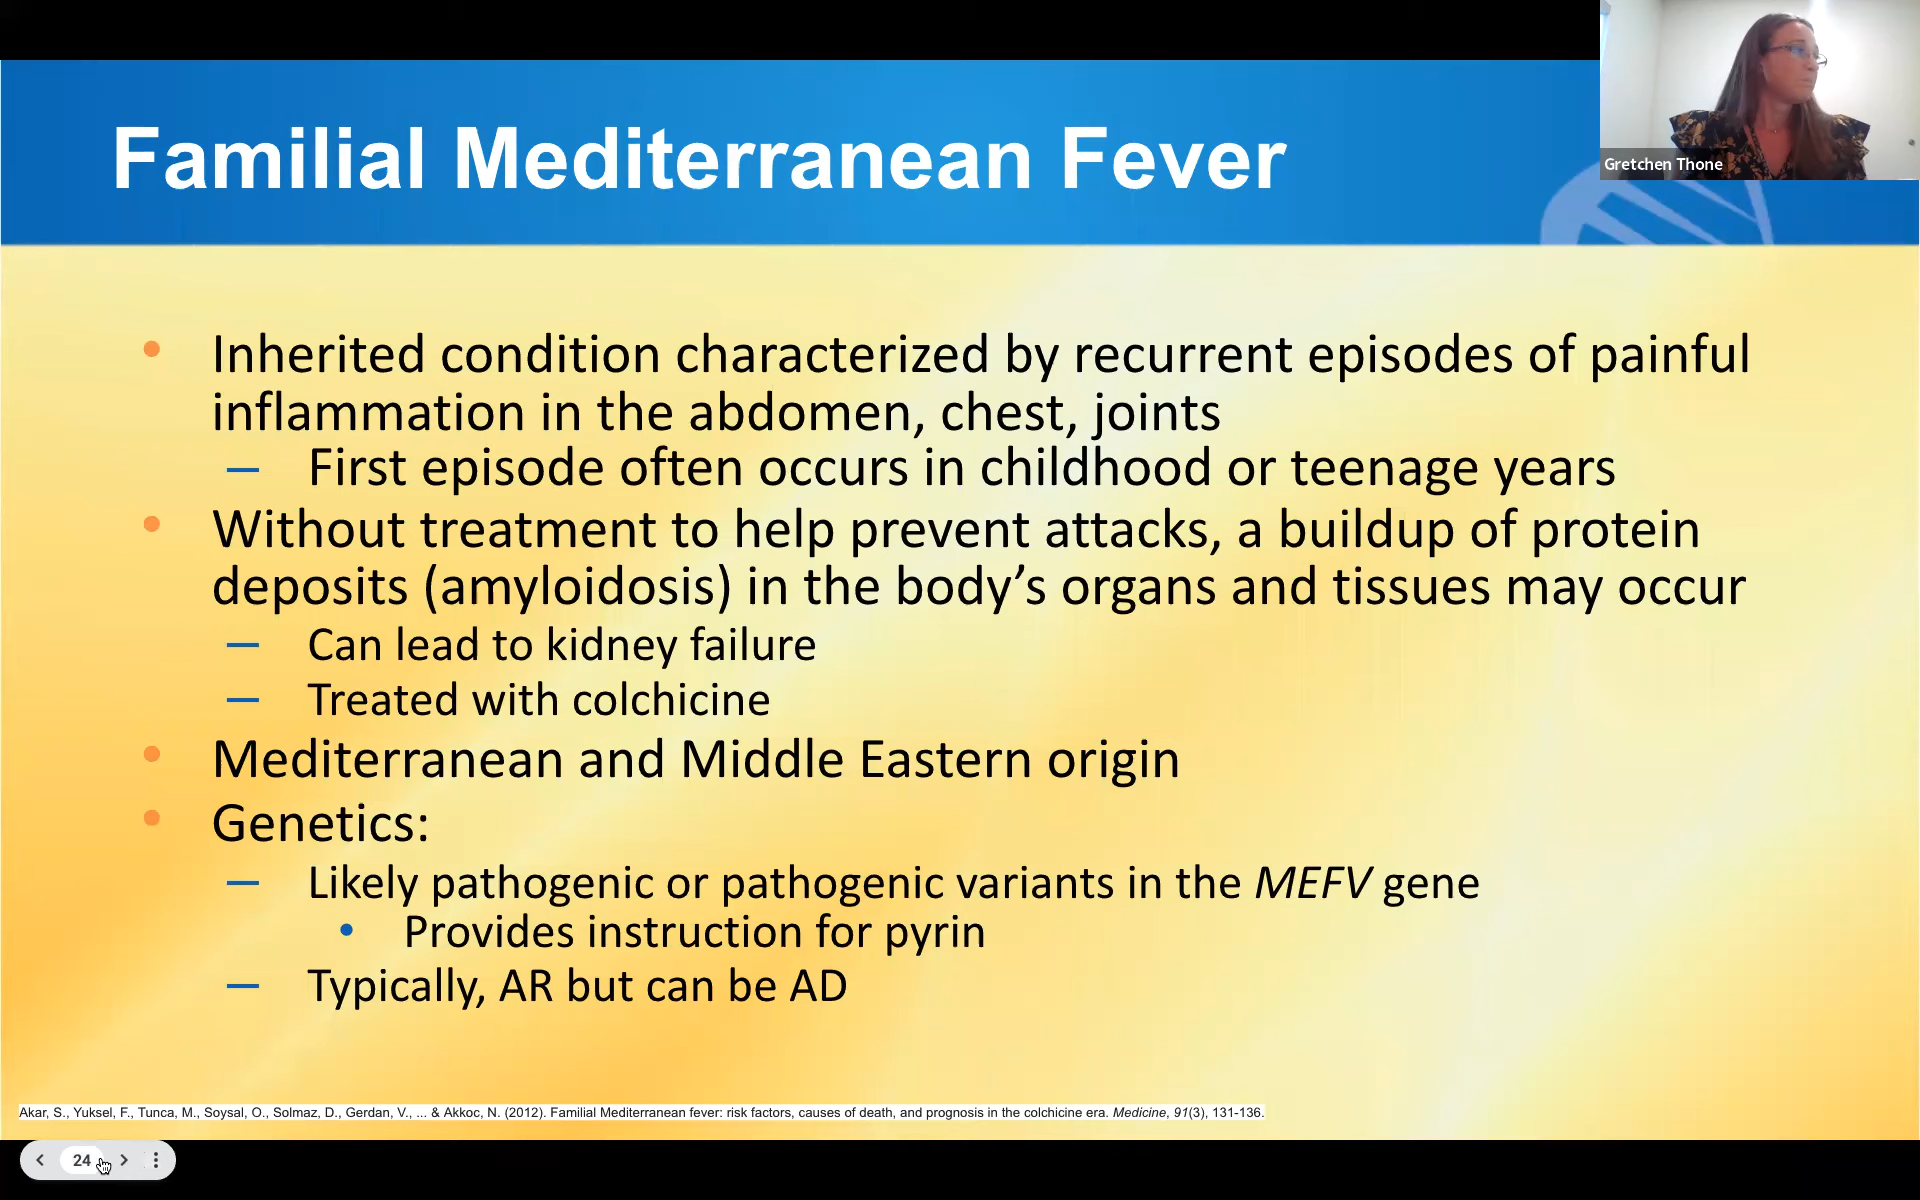 Familial Mediterranean Fever
Gretchen Thone
• Inherited condition characterized by recurrent episodes of painful
inflammation in the abdomen, chest, joints
– First episode often occurs in childhood or teenage years
• Without treatment to help prevent attacks, a buildup of protein
deposits (amyloidosis) in the body’s organs and tissues may occur
– Can lead to kidney failure
– Treated with colchicine
• Mediterranean and Middle Eastern origin
• Genetics:
– Likely pathogenic or pathogenic variants in the MEFV gene
• Provides instruction for pyrin
– Typically, AR but can be AD
Akar, S., Yuksel, F., Tunca, M., Soysal, O., Solmaz, D., Gerdan, V., ... & Akkoc, N. (2012). Familial Mediterranean fever: risk factors, causes of death, and prognosis in the colchicine era. Medicine, 91(3), 131-136.
24